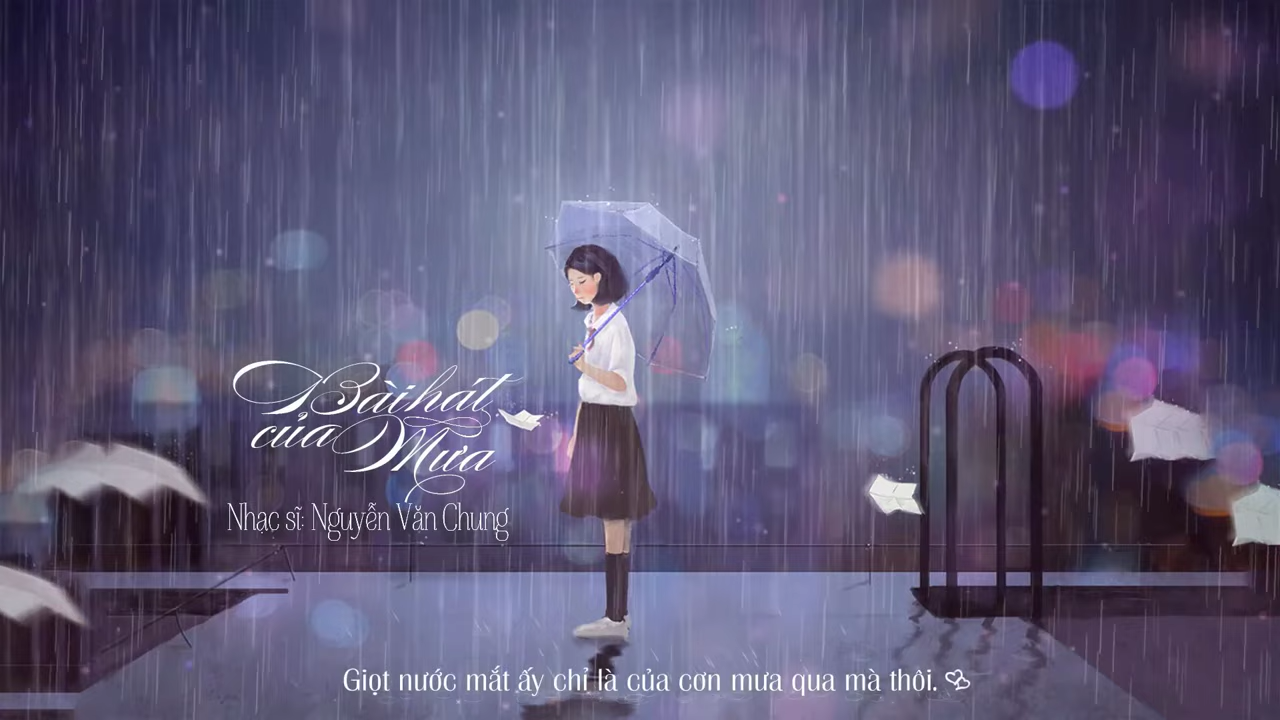 Bài hát
của Mưa
Nhạc sĩ: Nguyễn Văn Chung
Giọt nước mắt ấy chỉ là của cơn mưa qua mà thôi.